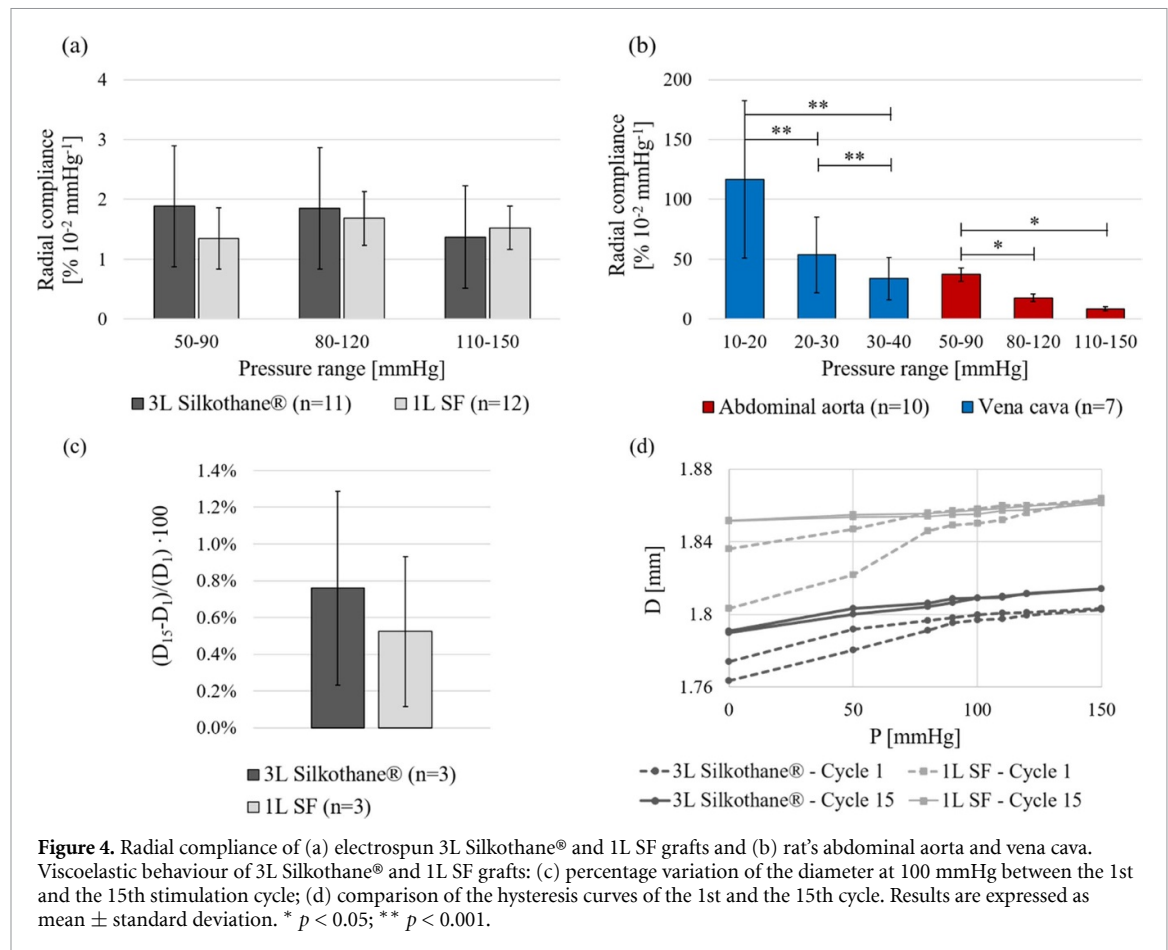 (a)
4
3
2
1
0
Radial compliance
[% 10⁻² mmHg⁻¹]
50-90
80-120
110-150
Pressure range [mmHg]
3L Silkothane® (n=11)
1L SF (n=12)
(b)
200
150
100
50
0
Radial compliance
[% 10⁻² mmHg⁻¹]
**
**
**
*
*
10-20
20-30
30-40
50-90
80-120
110-150
Pressure range [mmHg]
Abdominal aorta (n=10)
Vena cava (n=7)
(c)
1.4%
1.2%
1.0%
0.8%
0.6%
0.4%
0.2%
0.0%
(D₁₅-D₁)/(D₁) ·100
3L Silkothane® (n=3)
1L SF (n=3)
(d)
1.88
1.84
1.8
1.76
D [mm]
0
50
100
150
P [mmHg]
3L Silkothane® - Cycle 1
1L SF - Cycle 1
3L Silkothane® - Cycle 15
1L SF - Cycle 15
Figure 4. Radial compliance of (a) electrospun 3L Silkothane® and 1L SF grafts and (b) rat's abdominal aorta and vena cava.
Viscoelastic behaviour of 3L Silkothane® and 1L SF grafts: (c) percentage variation of the diameter at 100 mmHg between the 1st
and the 15th stimulation cycle; (d) comparison of the hysteresis curves of the 1st and the 15th cycle. Results are expressed as
mean ± standard deviation. * p < 0.05; ** p < 0.001.